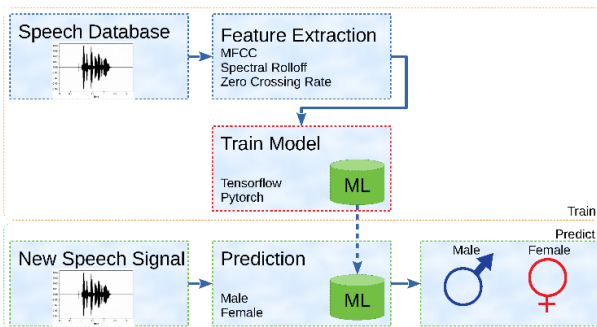 Speech Database
Feature Extraction
MFCC
Spectral Rolloff
Zero Crossing Rate
Train Model
Tensorflow
Pytorch
ML
Train
Predict
New Speech Signal
Prediction
Male
Female
ML
Male
Female